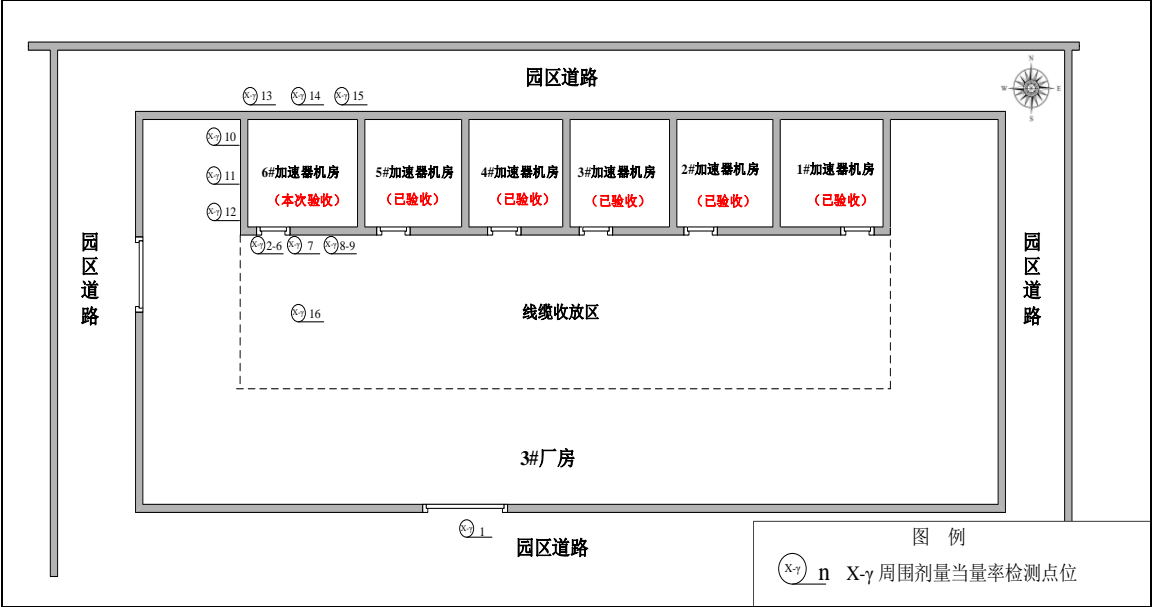 园区道路
N
W
E
S
X-γ 13
X-γ 14
X-γ 15
X-γ 10
X-γ 11
X-γ 12
6#加速器机房
（本次验收）
5#加速器机房
（已验收）
4#加速器机房
（已验收）
3#加速器机房
（已验收）
2#加速器机房
（已验收）
1#加速器机房
（已验收）
X-γ 2-6
X-γ 7
X-γ 8-9
园区道路
园区道路
X-γ 16
线缆收放区
3#厂房
X-γ 1
园区道路
图 例
X-γ n X-γ 周围剂量当量率检测点位